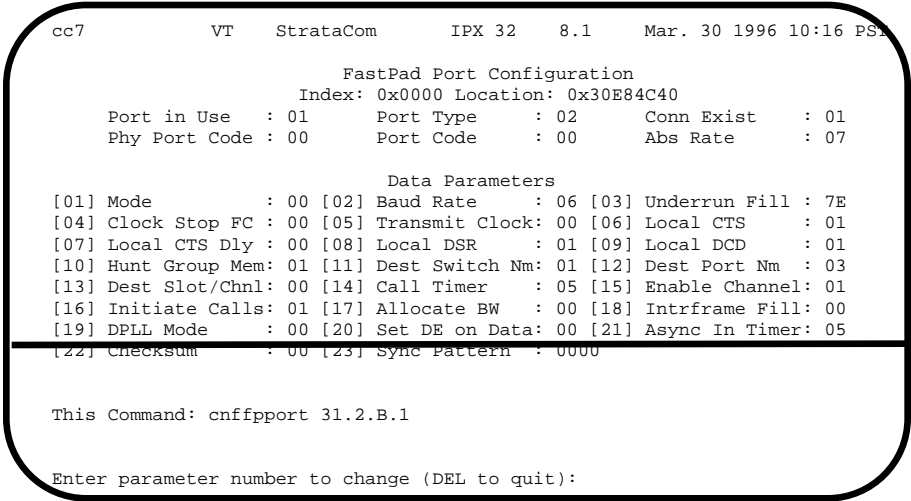 cc7 VT StrataCom IPX 32 8.1 Mar. 30 1996 10:16 PST
FastPad Port Configuration
Index: 0x0000 Location: 0x30E84C40
Port in Use : 01 Port Type : 02 Conn Exist : 01
Phy Port Code : 00 Port Code : 00 Abs Rate : 07
Data Parameters
[01] Mode : 00 [02] Baud Rate : 06 [03] Underrun Fill : 7E
[04] Clock Stop FC : 00 [05] Transmit Clock: 00 [06] Local CTS : 01
[07] Local CTS Dly : 00 [08] Local DSR : 01 [09] Local DCD : 01
[10] Hunt Group Mem: 01 [11] Dest Switch Nm: 01 [12] Dest Port Nm : 03
[13] Dest Slot/Chnl: 00 [14] Call Timer : 05 [15] Enable Channel: 01
[16] Initiate Calls: 01 [17] Allocate BW : 00 [18] Intrframe Fill: 00
[19] DPLL Mode : 00 [20] Set DE on Data: 00 [21] Async In Timer: 05
[22] Checksum : 00 [23] Sync Pattern : 0000
This Command: cnffpport 31.2.B.1
Enter parameter number to change (DEL to quit):